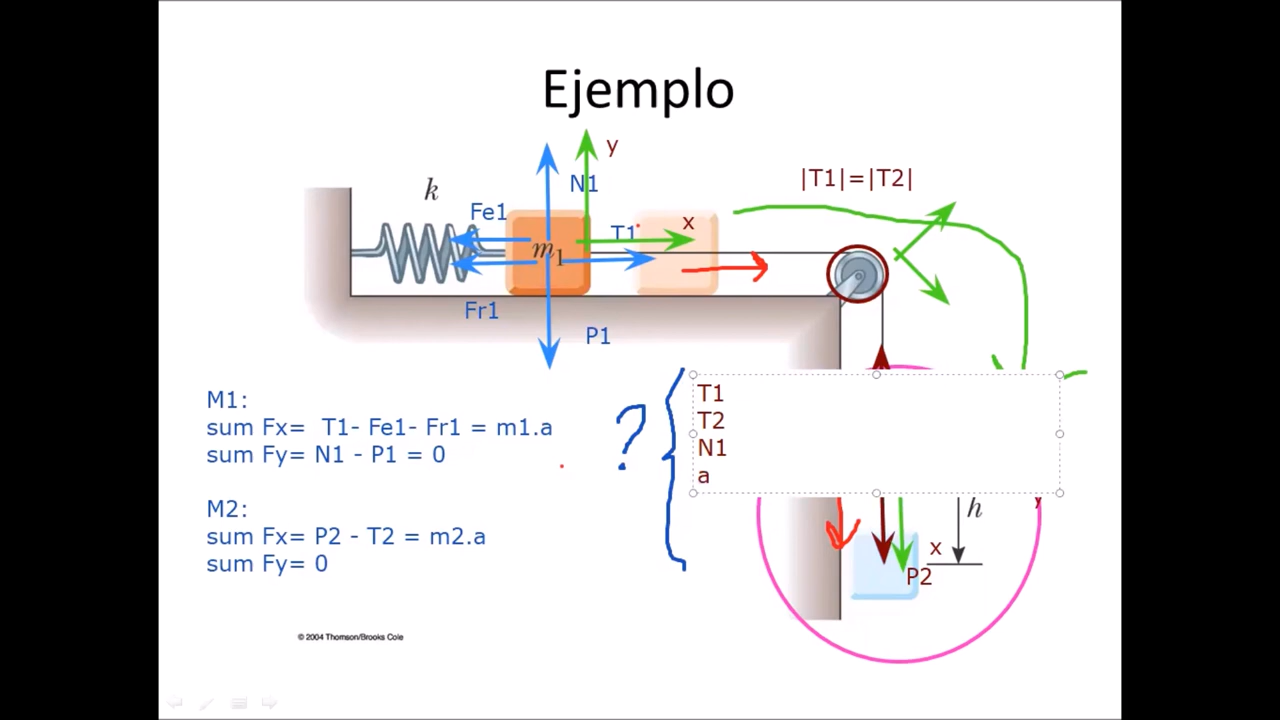 Ejemplo
y
|T1|=|T2|
k
N1
Fe1
T1
x
m1
Fr1
P1
M1:
sum Fx= T1- Fe1- Fr1 = m1.a
sum Fy= N1 - P1 = 0
?
T1
T2
N1
a
M2:
sum Fx= P2 - T2 = m2.a
sum Fy= 0
y
h
x
P2
© 2004 Thomson/Brooks Cole